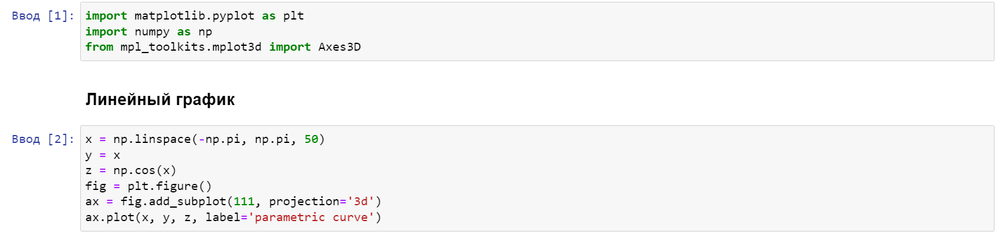 Ввод [1]: import matplotlib.pyplot as plt
import numpy as np
from mpl_toolkits.mplot3d import Axes3D
Линейный график
Ввод [2]: x = np.linspace(-np.pi, np.pi, 50)
y = x
z = np.cos(x)
fig = plt.figure()
ax = fig.add_subplot(111, projection='3d')
ax.plot(x, y, z, label='parametric curve')